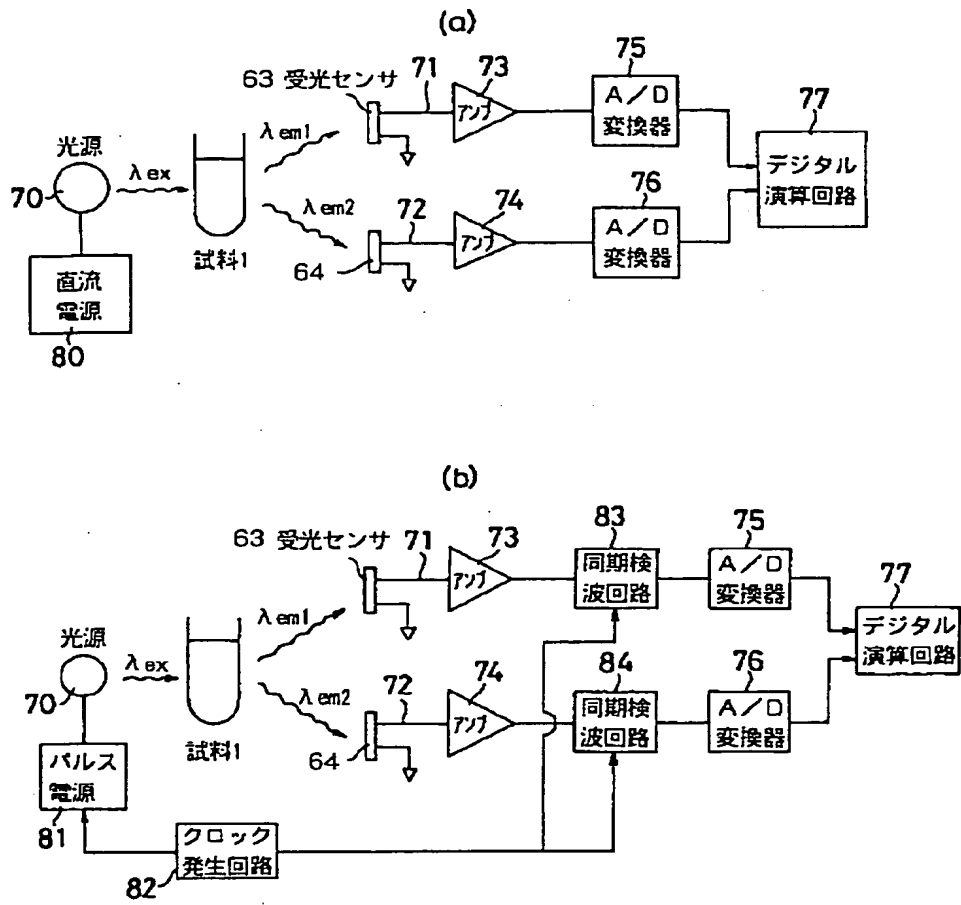 (a)
63 受光センサ
71
73
アンプ
75
A/D
変換器
77
デジタル
演算回路
光源
70
λex
λem1
λem2
試料1
72
64
74
アンプ
76
A/D
変換器
直流
電源
80
(b)
63 受光センサ
71
73
アンプ
83
同期検
波回路
75
A/D
変換器
77
デジタル
演算回路
光源
70
λex
λem1
λem2
試料1
72
64
74
アンプ
84
同期検
波回路
76
A/D
変換器
パルス
電源
81
クロック
発生回路
82